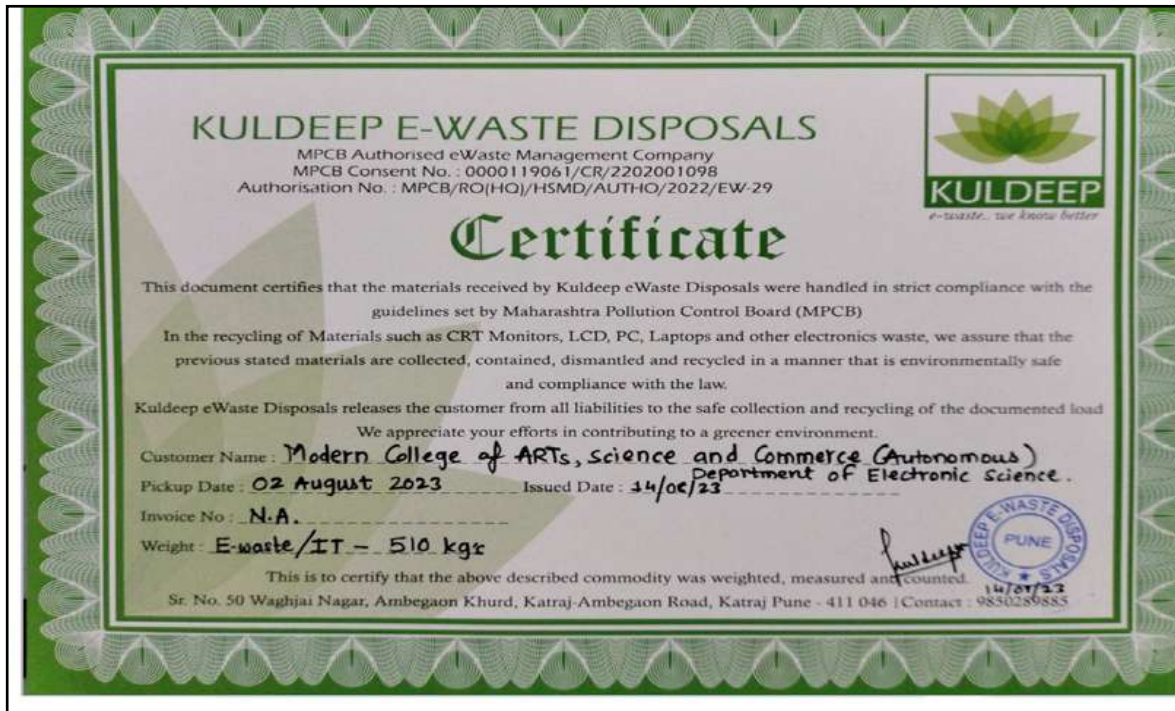 KULDEEP E-WASTE DISPOSALS
MPCB Authorised eWaste Management Company
MPCB Consent No. : 0000119061/CR/2202001098
Authorisation No. : MPCB/RO(HQ)/HSMD/AUTHO/2022/EW-29
KULDEEP
e-waste.. we know better
Certificate
This document certifies that the materials received by Kuldeep eWaste Disposals were handled in strict compliance with the
guidelines set by Maharashtra Pollution Control Board (MPCB)
In the recycling of Materials such as CRT Monitors, LCD, PC, Laptops and other electronics waste, we assure that the
previous stated materials are collected, contained, dismantled and recycled in a manner that is environmentally safe
and compliance with the law.
Kuldeep eWaste Disposals releases the customer from all liabilities to the safe collection and recycling of the documented load
We appreciate your efforts in contributing to a greener environment.
Customer Name : Modern College of ARTs, Science and Commerce (Autonomous)
Department of Electronic Science.
Pickup Date : 02 August 2023 Issued Date :
Invoice No : N.A.
Weight : E-waste/IT - 510 kgs
KULDEEP E-WASTE DISPOSALS
PUNE
This is to certify that the above described commodity was weighted, measured and counted.
Sr. No. 50 Waghjai Nagar, Ambegaon Khurd, Katraj-Ambegaon Road, Katraj Pune - 411 046 | Contact : 9850289885